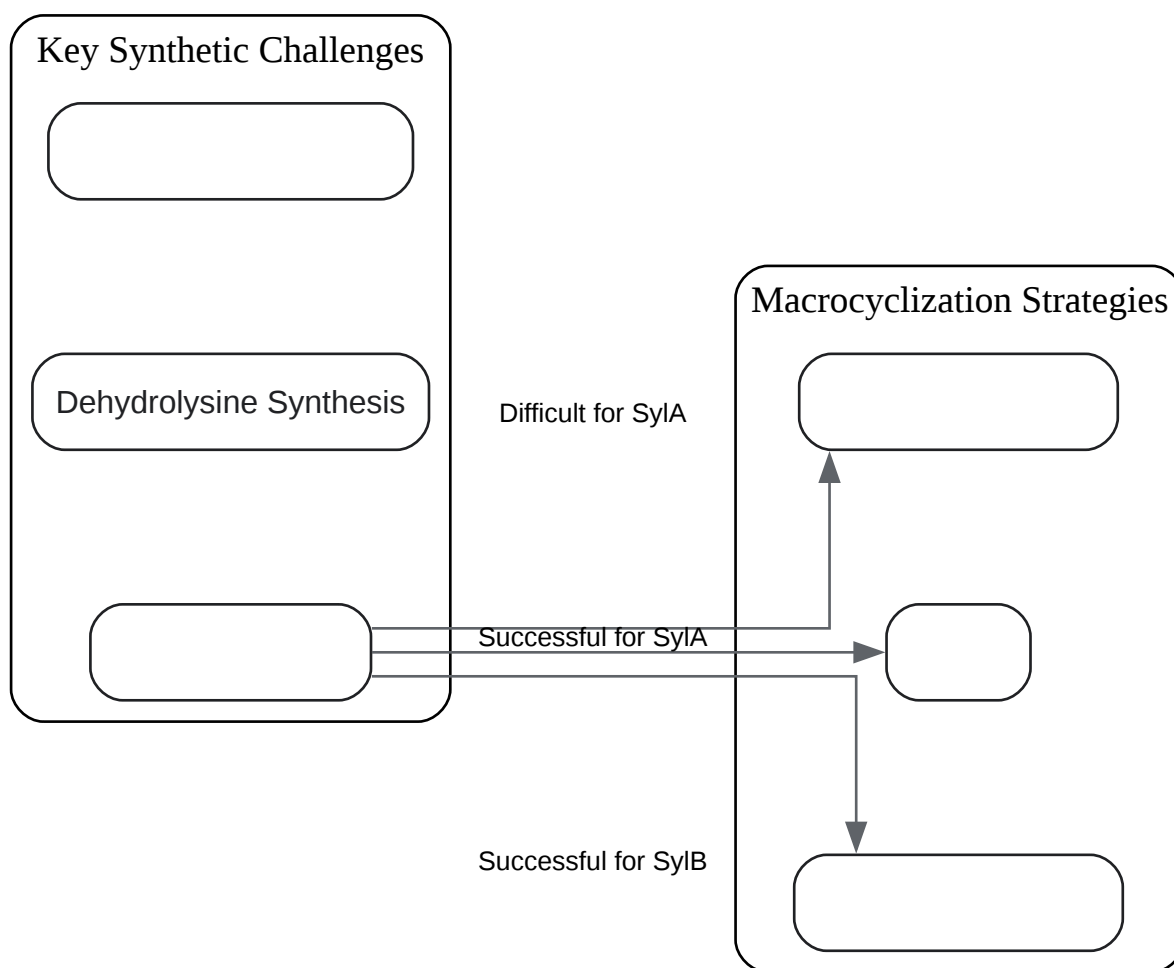 Key Synthetic Challenges
Dehydrolysine Synthesis
Difficult for SylA
Successful for SylA
Successful for SylB
Macrocyclization Strategies